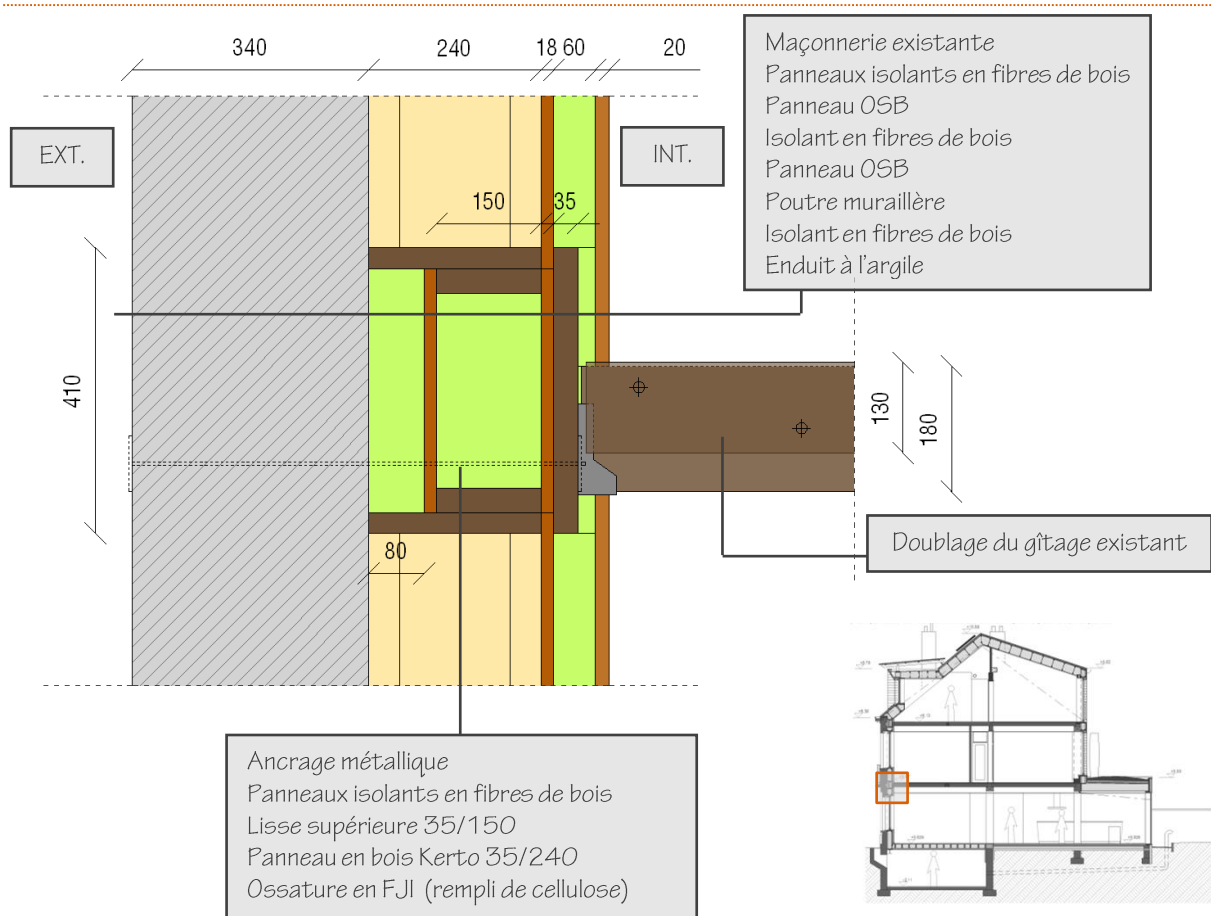 340
240
18
60
20
Maçonnerie existante
Panneaux isolants en fibres de bois
Panneau OSB
Isolant en fibres de bois
Panneau OSB
Poutre muraillère
Isolant en fibres de bois
Enduit à l'argile
EXT.
INT.
150
35
410
130
180
80
Doublage du gîtage existant
Ancrage métallique
Panneaux isolants en fibres de bois
Lisse supérieure 35/150
Panneau en bois Kerto 35/240
Ossature en FJI (rempli de cellulose)